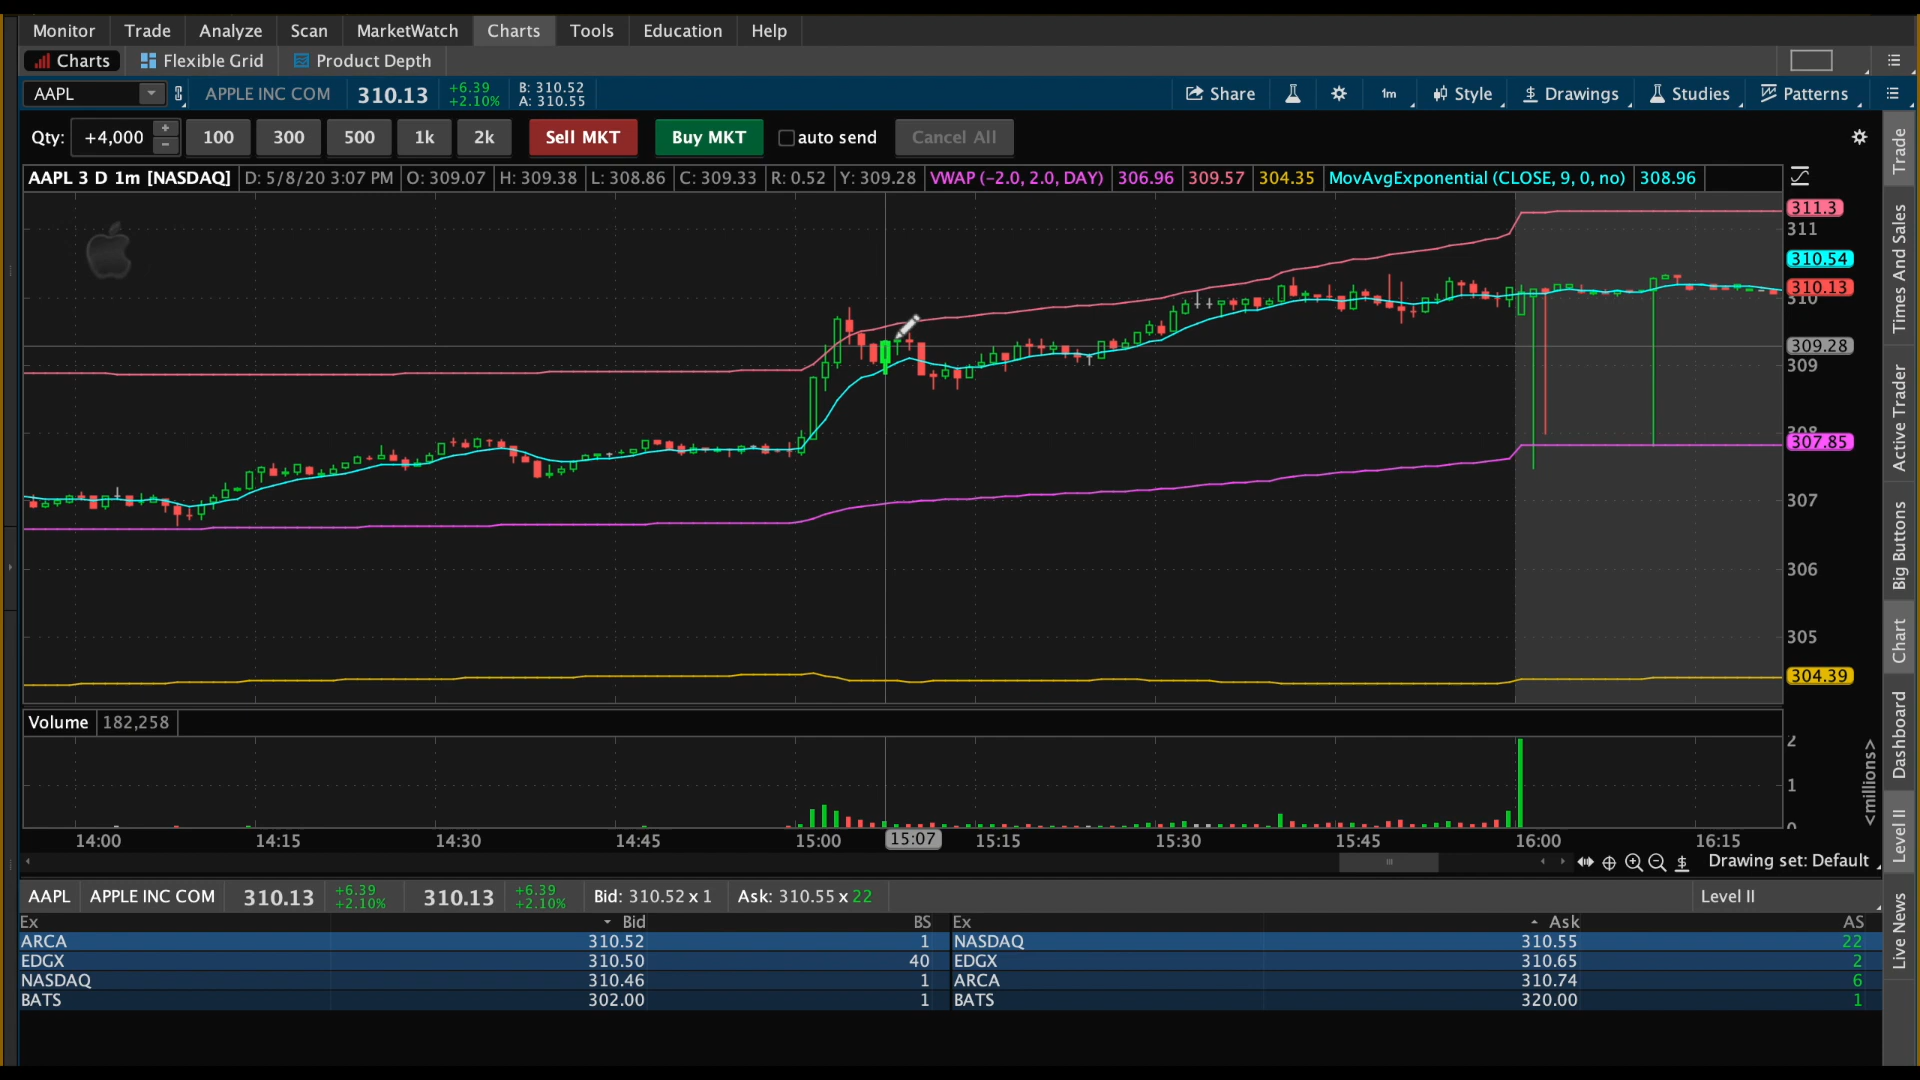 Monitor Trade Analyze Scan MarketWatch Charts Tools Education Help
Charts Flexible Grid Product Depth
AAPL APPLE INC COM 310.13 +6.39 +2.10% B: 310.52 A: 310.55 Share 1m Style Drawings Studies Patterns
Qty: +4,000 100 300 500 1k 2k Sell MKT Buy MKT auto send Cancel All
AAPL 3 D 1m [NASDAQ] D: 5/8/20 3:07 PM O: 309.07 H: 309.38 L: 308.86 C: 309.33 R: 0.52 Y: 309.28 VWAP (-2.0, 2.0, DAY) 306.96 309.57 304.35 MovAvgExponential (CLOSE, 9, 0, no) 308.96
311.3
311
310.54
310.13
310
309.28
309
308
307.85
307
306
305
304.39
Volume 182,258
2
1
0
<millions>
14:00 14:15 14:30 14:45 15:00 15:07 15:15 15:30 15:45 16:00 16:15
Drawing set: Default
AAPL APPLE INC COM 310.13 +6.39 +2.10% 310.13 +6.39 +2.10% Bid: 310.52 x 1 Ask: 310.55 x 22 Level II
Ex Bid BS Ex Ask AS
ARCA 310.52 1 NASDAQ 310.55 22
EDGX 310.50 40 EDGX 310.65 2
NASDAQ 310.46 1 ARCA 310.74 6
BATS 302.00 1 BATS 320.00 1
Trade
Times And Sales
Active Trader
Big Buttons
Chart
Dashboard
Level II
Live News